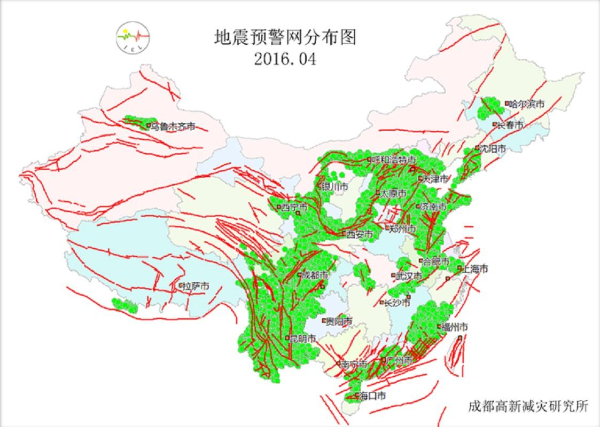 地震预警网分布图
2016.04
I C L
哈尔滨市
长春市
乌鲁木齐市
沈阳市
呼和浩特市
天津市
银川市
太原市
西宁市
济南市
郑州市
西安市
合肥市
上海市
成都市
武汉市
拉萨市
长沙市
贵阳市
福州市
昆明市
南宁市
广州市
海口市
成都高新减灾研究所